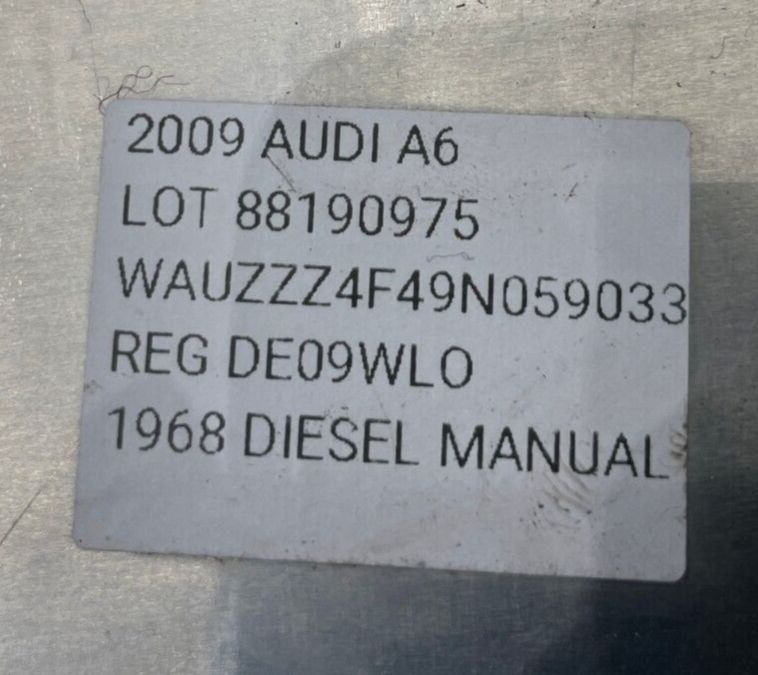 2009 AUDI A6
LOT 88190975
WAUZZZ4F49N059033
REG DE09WLO
1968 DIESEL MANUAL